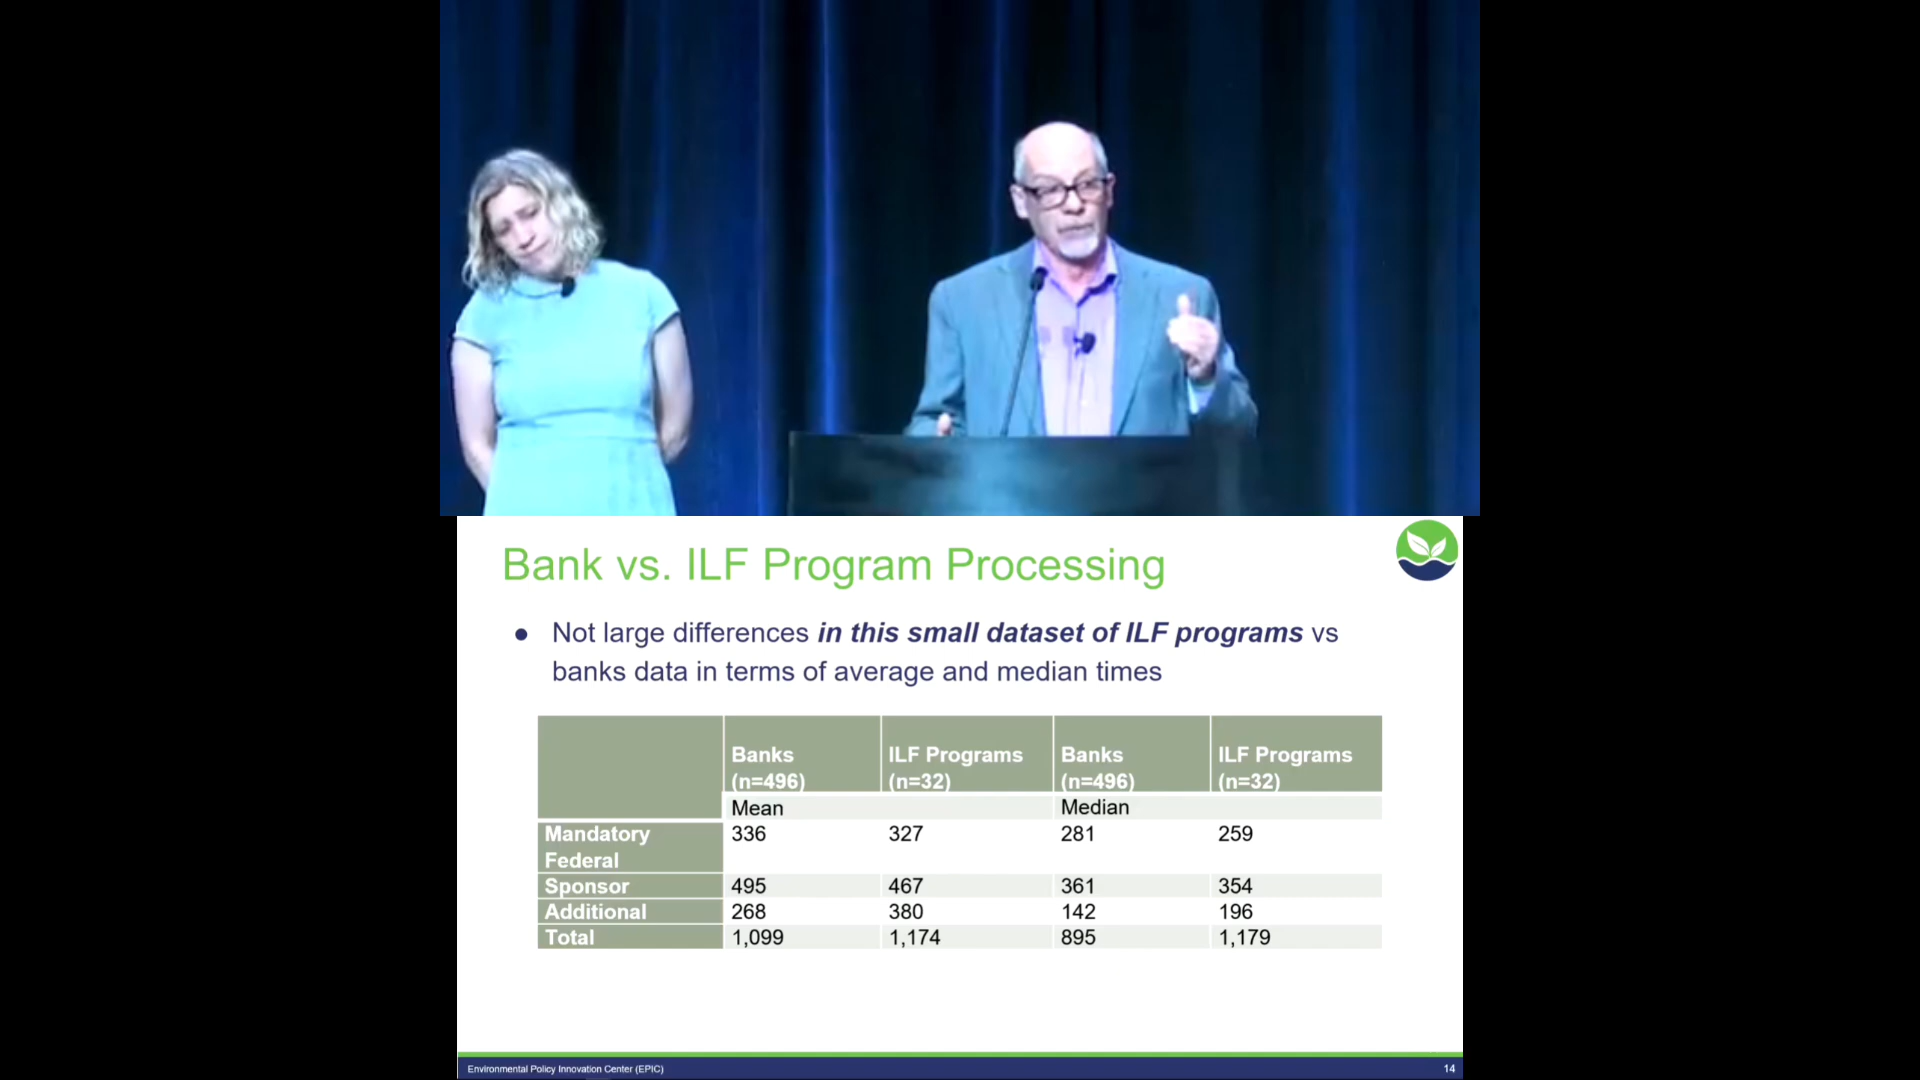 Bank vs. ILF Program Processing
● Not large differences in this small dataset of ILF programs vs
banks data in terms of average and median times
Banks (n=496) ILF Programs (n=32) Banks (n=496) ILF Programs (n=32)
Mean Median
Mandatory Federal 336 327 281 259
Sponsor 495 467 361 354
Additional 268 380 142 196
Total 1,099 1,174 895 1,179
Environmental Policy Innovation Center (EPIC) 14